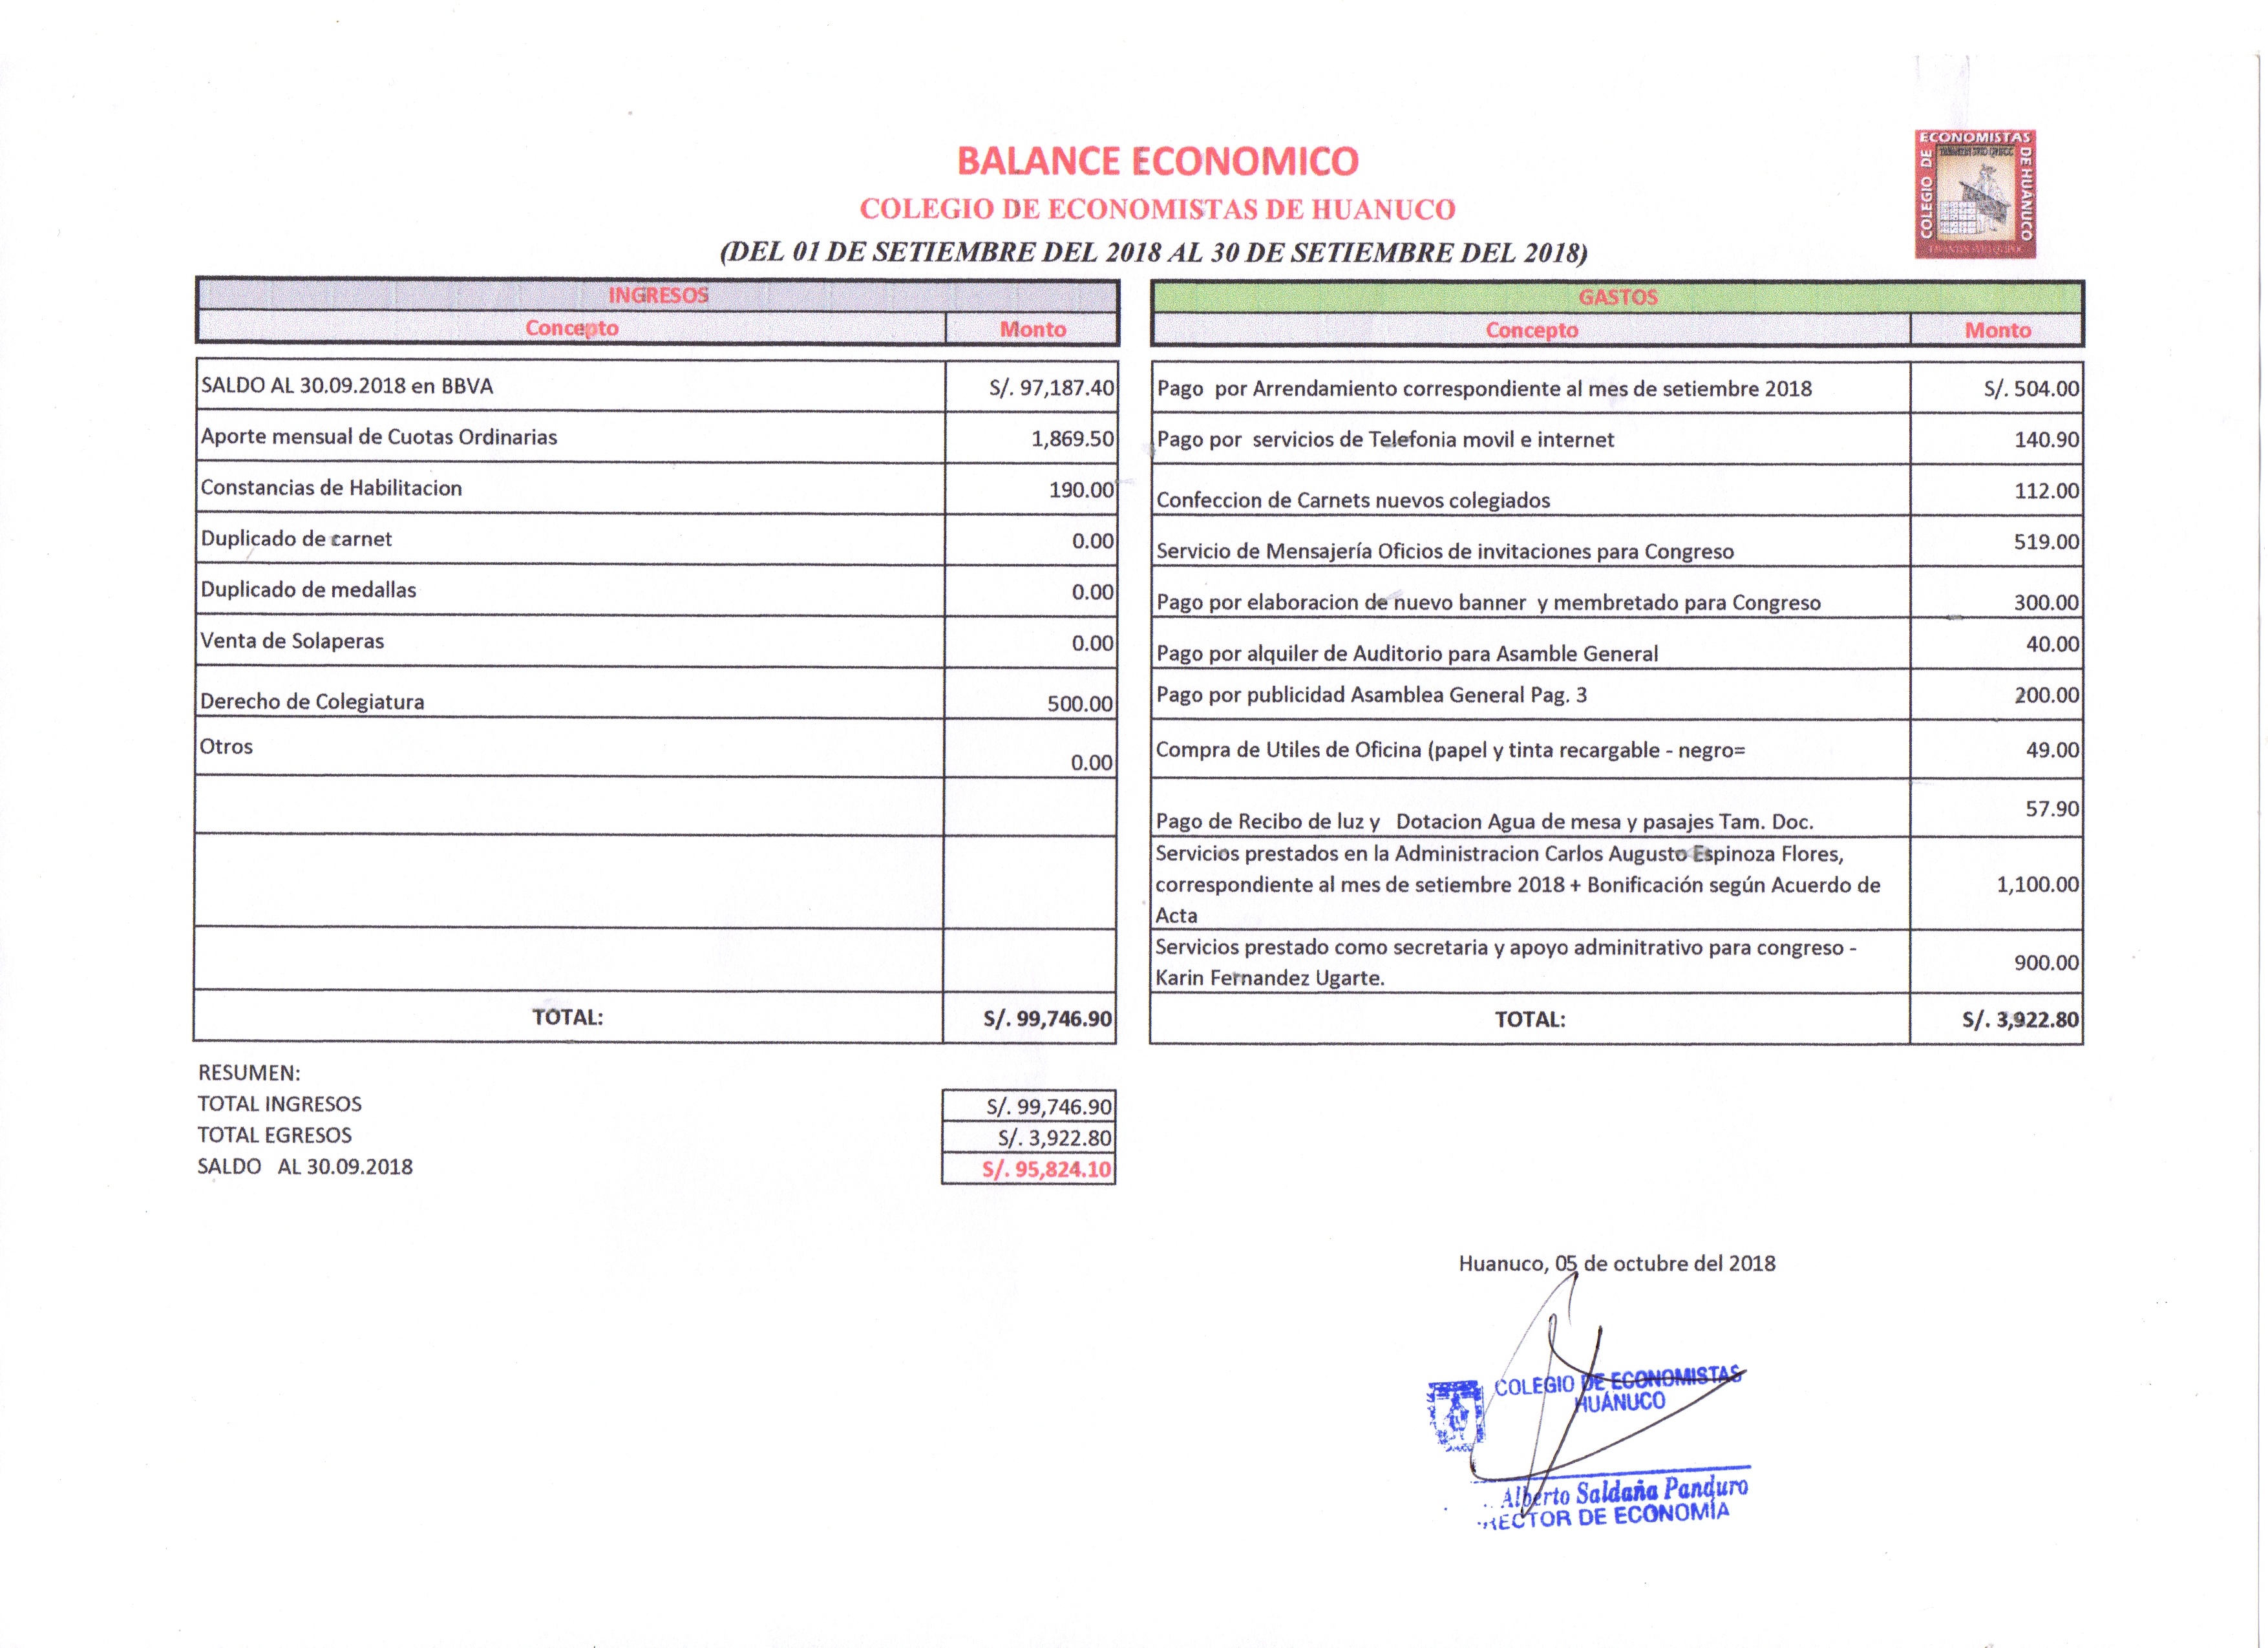 BALANCE ECONOMICO
COLEGIO DE ECONOMISTAS DE HUANUCO
(DEL 01 DE SETIEMBRE DEL 2018 AL 30 DE SETIEMBRE DEL 2018)
COLEGIO DE ECONOMISTAS DE HUÁNUCO
INGRESOS
Concepto Monto
SALDO AL 30.09.2018 en BBVA S/. 97,187.40
Aporte mensual de Cuotas Ordinarias 1,869.50
Constancias de Habilitacion 190.00
Duplicado de carnet 0.00
Duplicado de medallas 0.00
Venta de Solaperas 0.00
Derecho de Colegiatura 500.00
Otros 0.00
TOTAL: S/. 99,746.90
GASTOS
Concepto Monto
Pago por Arrendamiento correspondiente al mes de setiembre 2018 S/. 504.00
Pago por servicios de Telefonia movil e internet 140.90
Confeccion de Carnets nuevos colegiados 112.00
Servicio de Mensajería Oficios de invitaciones para Congreso 519.00
Pago por elaboracion de nuevo banner y membretado para Congreso 300.00
Pago por alquiler de Auditorio para Asamble General 40.00
Pago por publicidad Asamblea General Pag. 3 200.00
Compra de Utiles de Oficina (papel y tinta recargable - negro= 49.00
Pago de Recibo de luz y Dotacion Agua de mesa y pasajes Tam. Doc. 57.90
Servicios prestados en la Administracion Carlos Augusto Espinoza Flores,
correspondiente al mes de setiembre 2018 + Bonificación según Acuerdo de 1,100.00
Acta
Servicios prestado como secretaria y apoyo adminitrativo para congreso -
Karin Fernandez Ugarte. 900.00
TOTAL: S/. 3,922.80
RESUMEN:
TOTAL INGRESOS S/. 99,746.90
TOTAL EGRESOS S/. 3,922.80
SALDO AL 30.09.2018 S/. 95,824.10
Huanuco, 05 de octubre del 2018
COLEGIO DE ECONOMISTAS
HUÁNUCO
Alberto Saldaña Panduro
RECTOR DE ECONOMÍA